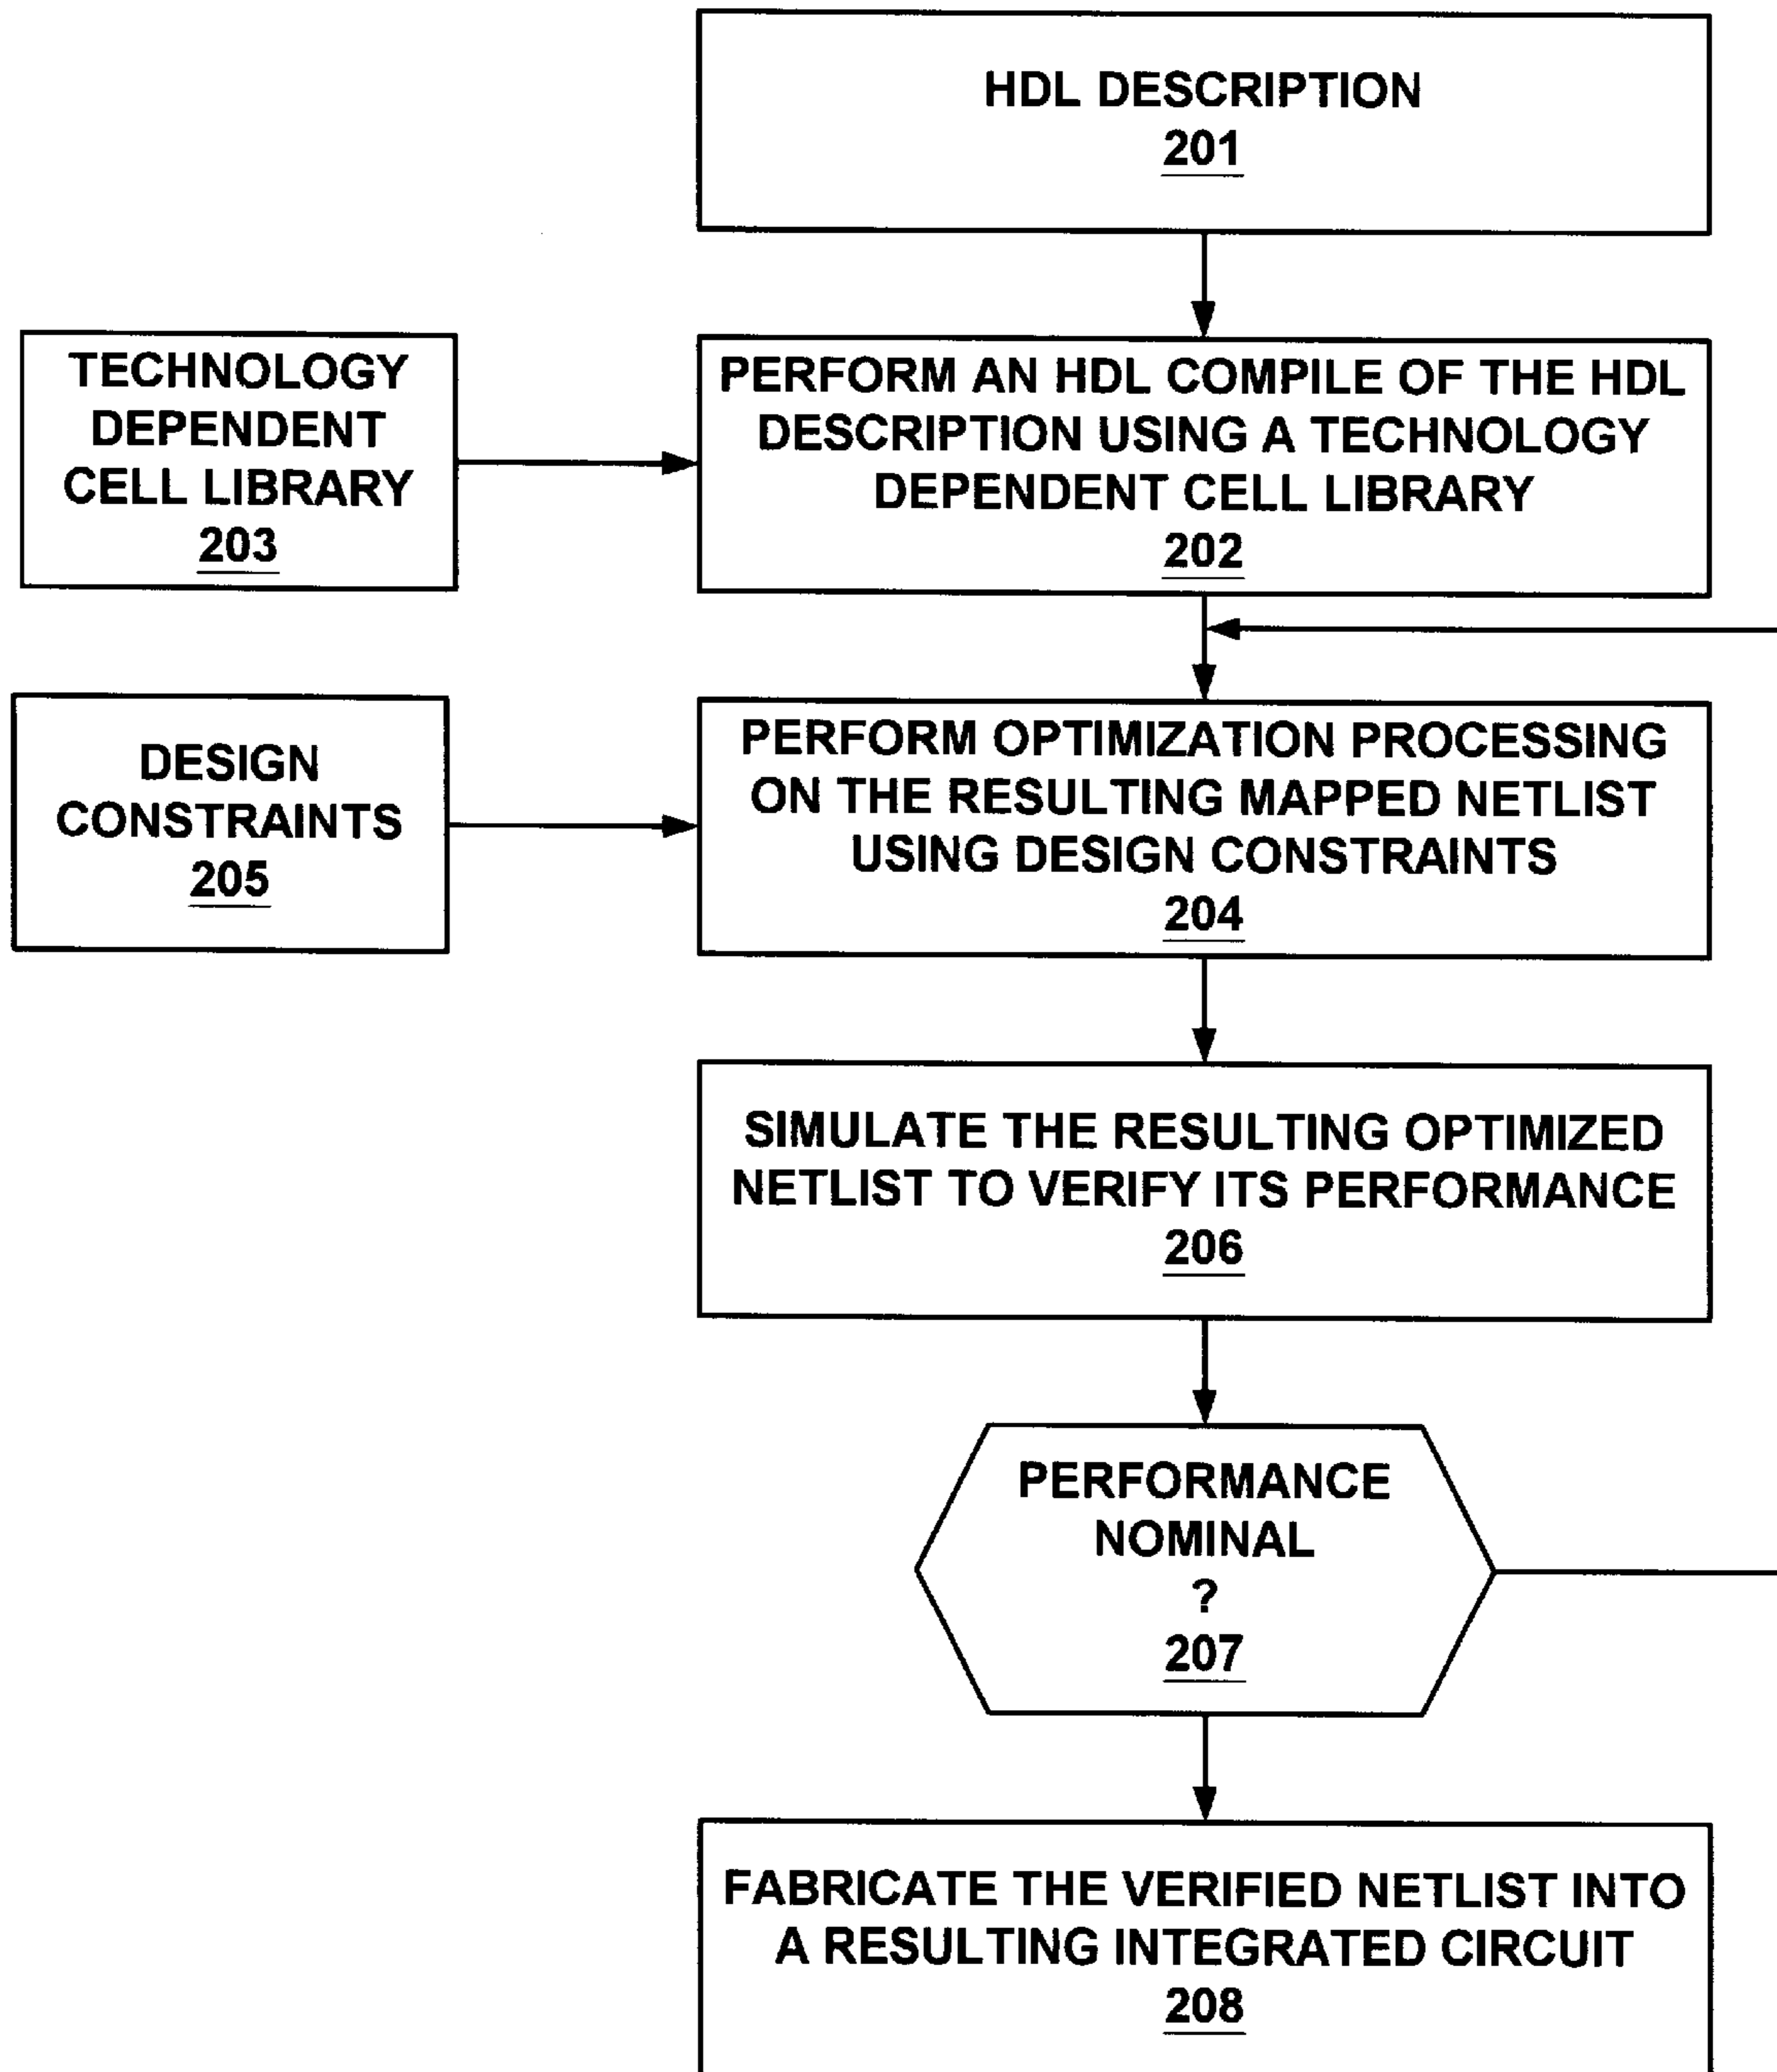 HDL DESCRIPTION
201
TECHNOLOGY
DEPENDENT
CELL LIBRARY
203
PERFORM AN HDL COMPILE OF THE HDL
DESCRIPTION USING A TECHNOLOGY
DEPENDENT CELL LIBRARY
202
DESIGN
CONSTRAINTS
205
PERFORM OPTIMIZATION PROCESSING
ON THE RESULTING MAPPED NETLIST
USING DESIGN CONSTRAINTS
204
SIMULATE THE RESULTING OPTIMIZED
NETLIST TO VERIFY ITS PERFORMANCE
206
PERFORMANCE
NOMINAL
?
207
FABRICATE THE VERIFIED NETLIST INTO
A RESULTING INTEGRATED CIRCUIT
208